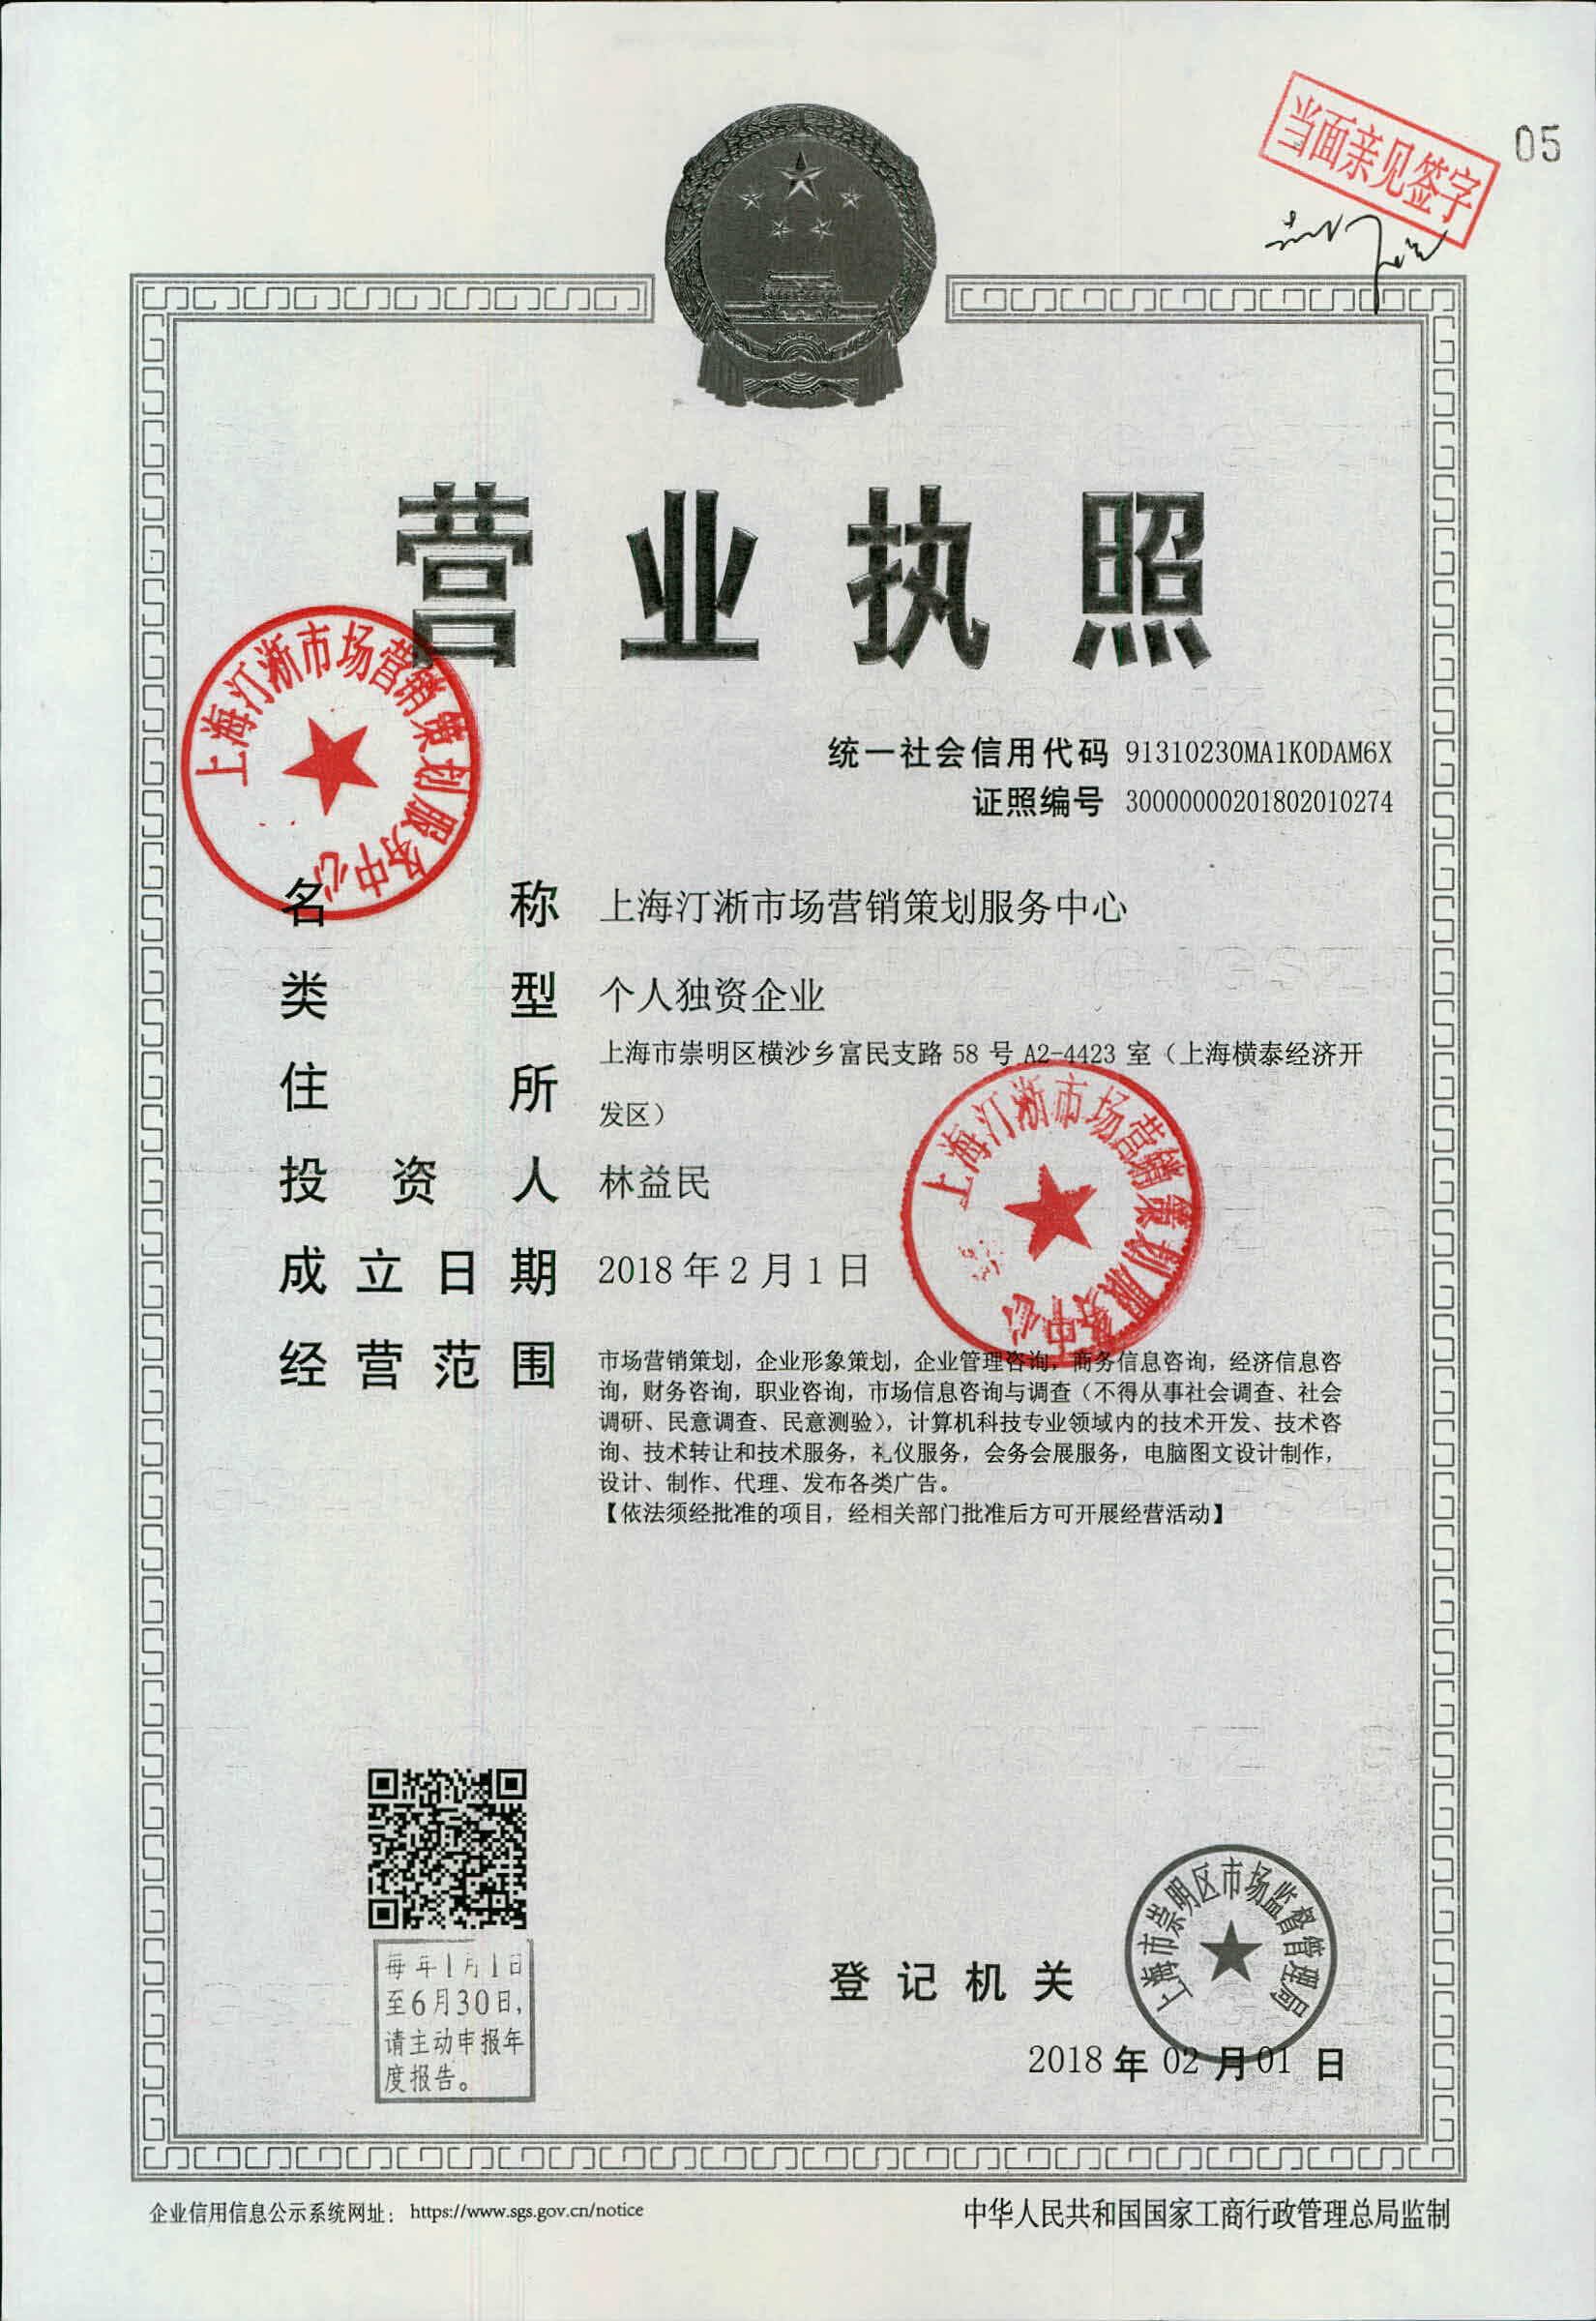 当面亲见签字
05
营业执照
统一社会信用代码 91310230MA1K0DAM6X
证照编号 30000000201802010274
上海汀淅市场营销策划服务中心
名称 上海汀淅市场营销策划服务中心
类型 个人独资企业
住所 上海市崇明区横沙乡富民支路 58 号 A2-4423 室（上海横泰经济开
发区）
投资人 林益民
上海汀淅市场营销策划服务中心
成立日期 2018 年 2 月 1 日
经营范围 市场营销策划，企业形象策划，企业管理咨询，商务信息咨询，经济信息咨
询，财务咨询，职业咨询，市场信息咨询与调查（不得从事社会调查、社会
调研、民意调查、民意测验），计算机科技专业领域内的技术开发、技术咨
询、技术转让和技术服务，礼仪服务，会务会展服务，电脑图文设计制作，
设计、制作、代理、发布各类广告。
【依法须经批准的项目，经相关部门批准后方可开展经营活动】
每年1月1日
至6月30日，
请主动申报年
度报告。
登记机关
上海市崇明区市场监督管理局
2018 年 02 月 01 日
企业信用信息公示系统网址： https://www.sgs.gov.cn/notice
中华人民共和国国家工商行政管理总局监制